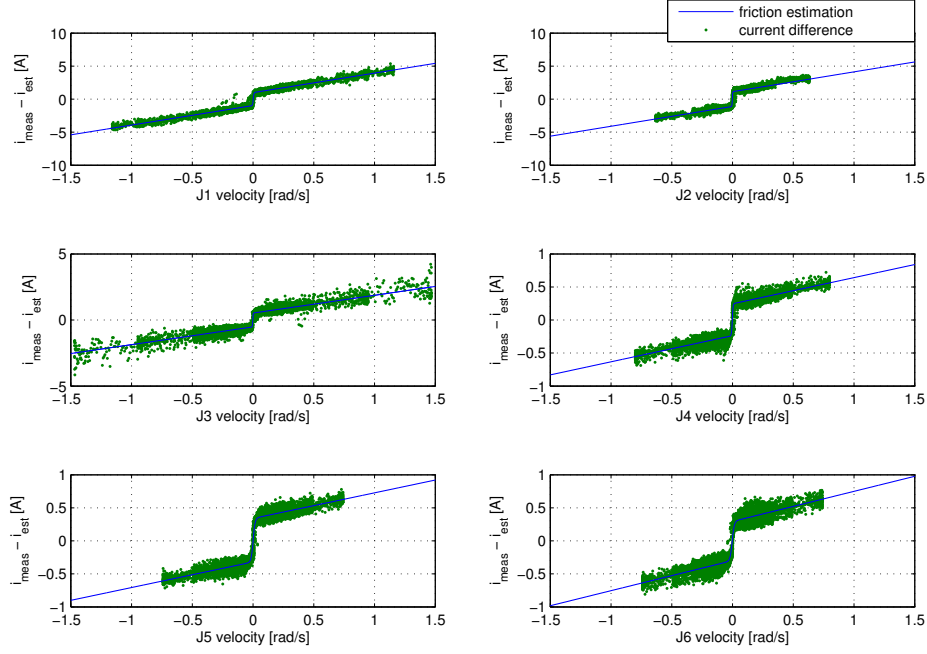 friction estimation
current difference
i_meas − i_est [A]
10
5
0
−5
−10
−1.5 −1 −0.5 0 0.5 1 1.5
J1 velocity [rad/s]
i_meas − i_est [A]
10
5
0
−5
−10
−1.5 −1 −0.5 0 0.5 1 1.5
J2 velocity [rad/s]
i_meas − i_est [A]
5
0
−5
−1.5 −1 −0.5 0 0.5 1 1.5
J3 velocity [rad/s]
i_meas − i_est [A]
1
0.5
0
−0.5
−1
−1.5 −1 −0.5 0 0.5 1 1.5
J4 velocity [rad/s]
i_meas − i_est [A]
1
0.5
0
−0.5
−1
−1.5 −1 −0.5 0 0.5 1 1.5
J5 velocity [rad/s]
i_meas − i_est [A]
1
0.5
0
−0.5
−1
−1.5 −1 −0.5 0 0.5 1 1.5
J6 velocity [rad/s]